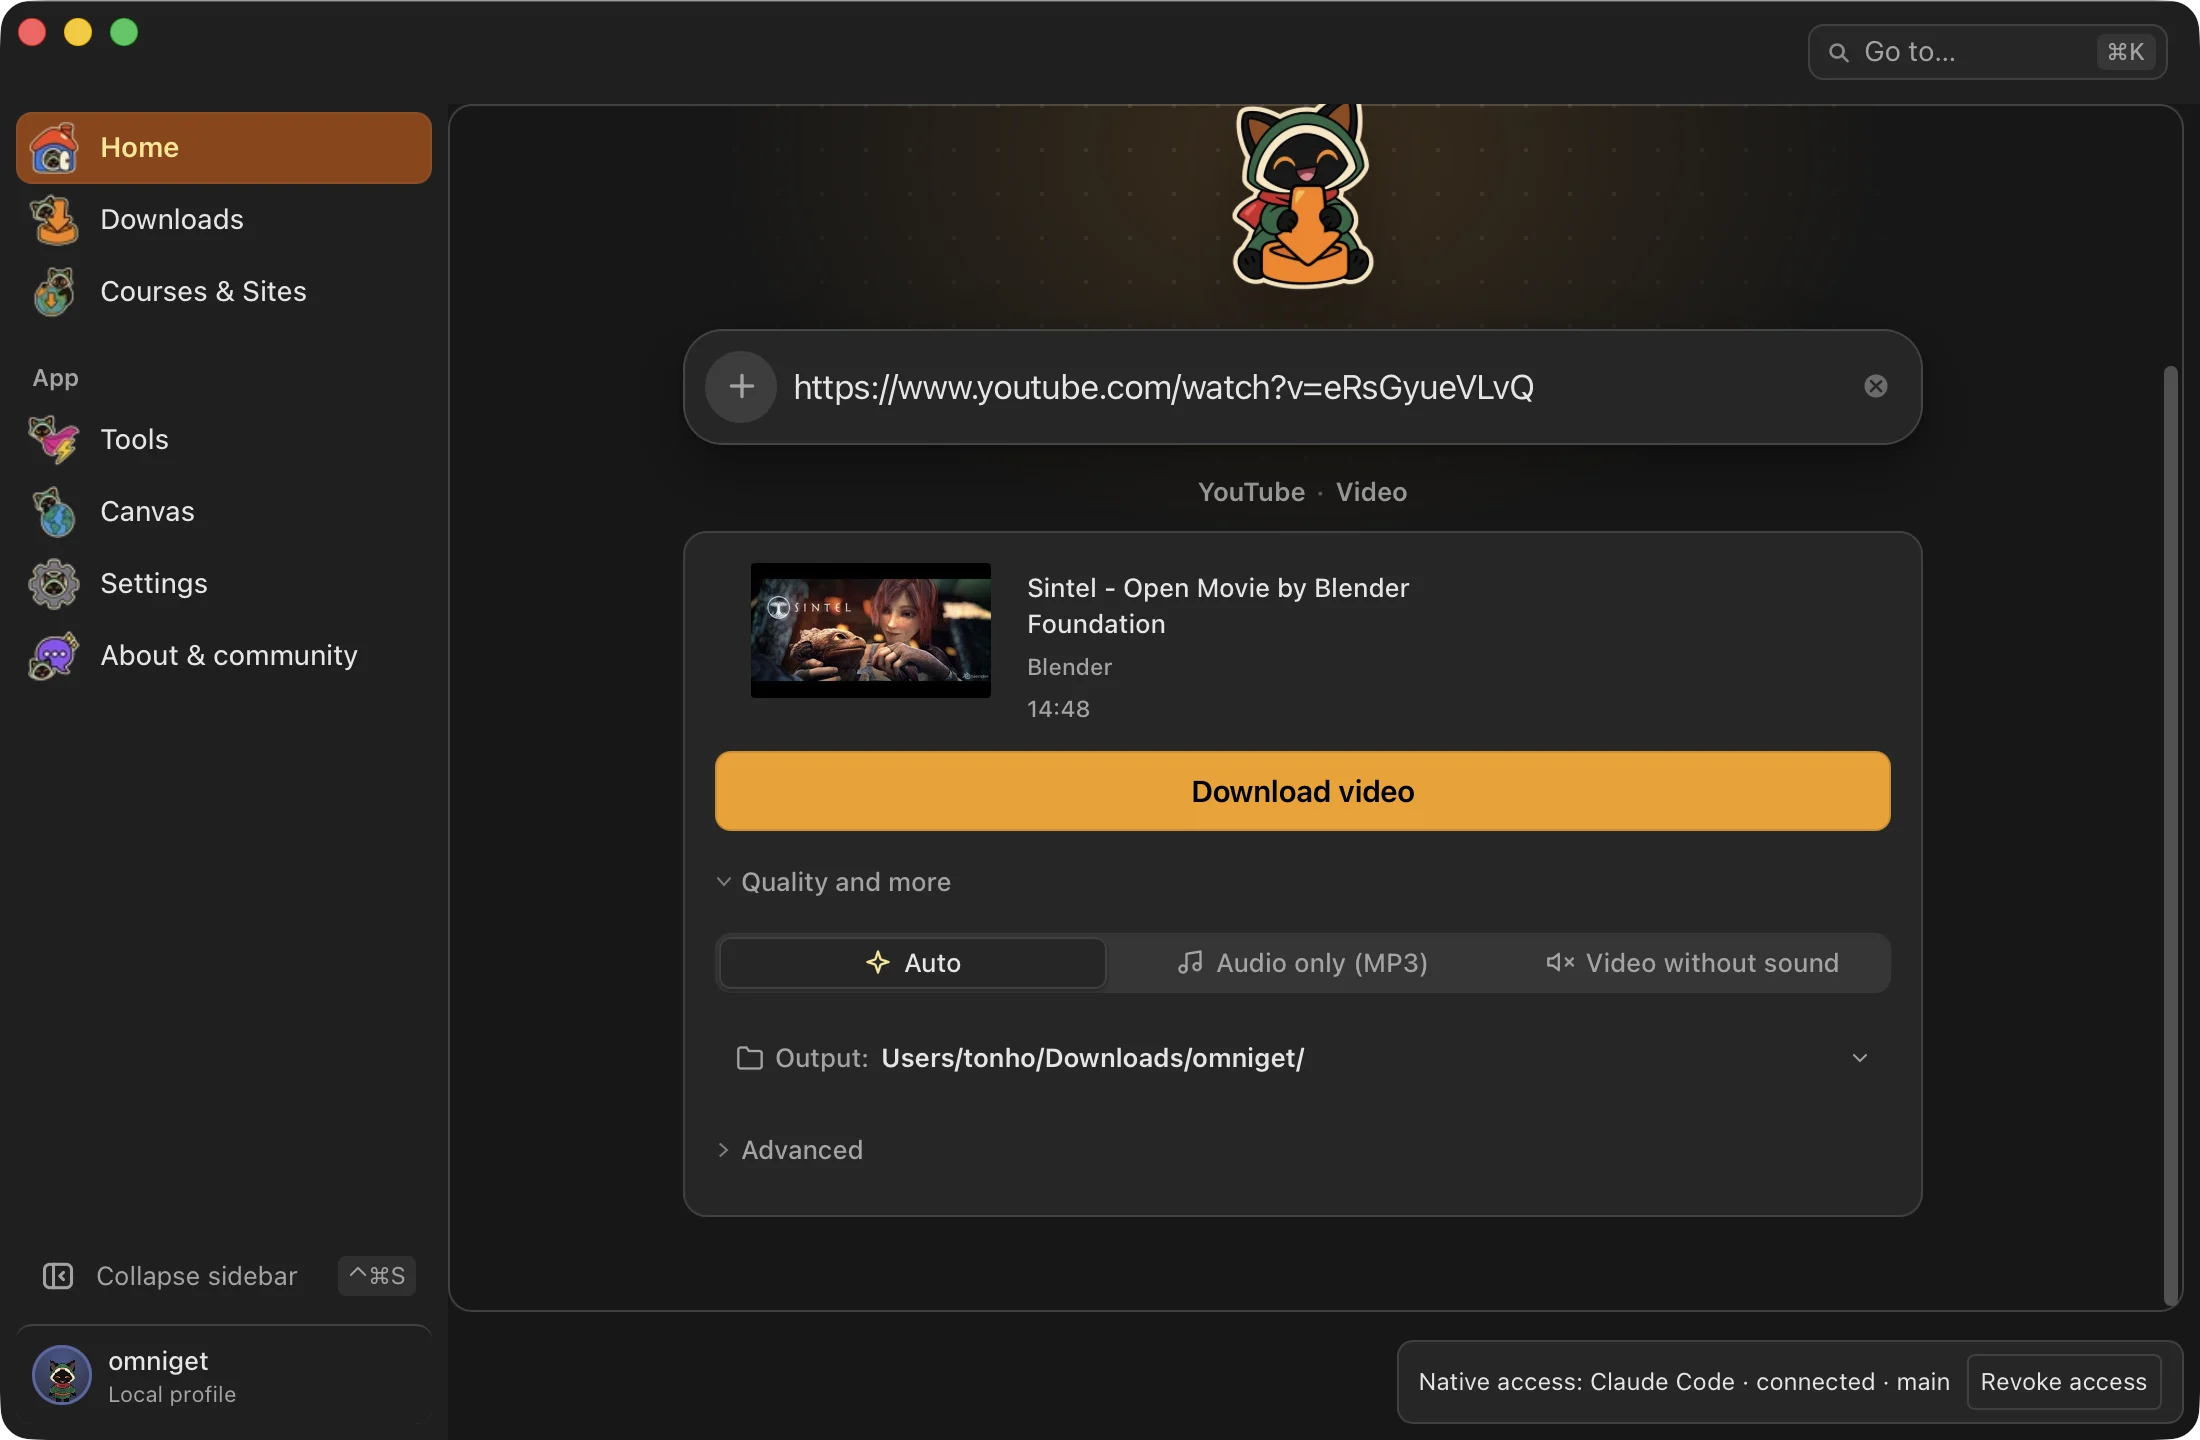 Go to...
⌘K
Home
Downloads
Courses & Sites
App
Tools
Canvas
Settings
About & community
Collapse sidebar
^⌘S
omniget
Local profile
https://www.youtube.com/watch?v=eRsGyueVLvQ
YouTube · Video
SINTEL
Sintel - Open Movie by Blender
Foundation
Blender
14:48
Download video
Quality and more
Auto
Audio only (MP3)
Video without sound
Output: Users/tonho/Downloads/omniget/
Advanced
Native access: Claude Code · connected · main
Revoke access